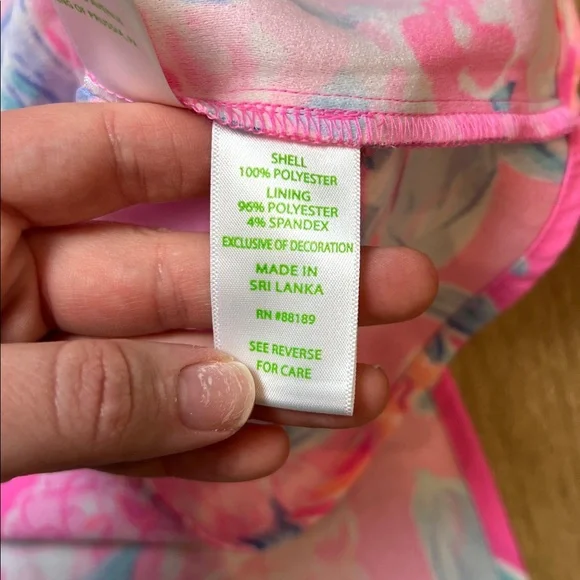 SHELL
100% POLYESTER
LINING
96% POLYESTER
4% SPANDEX
EXCLUSIVE OF DECORATION
MADE IN
SRI LANKA
RN #88189
SEE REVERSE
FOR CARE